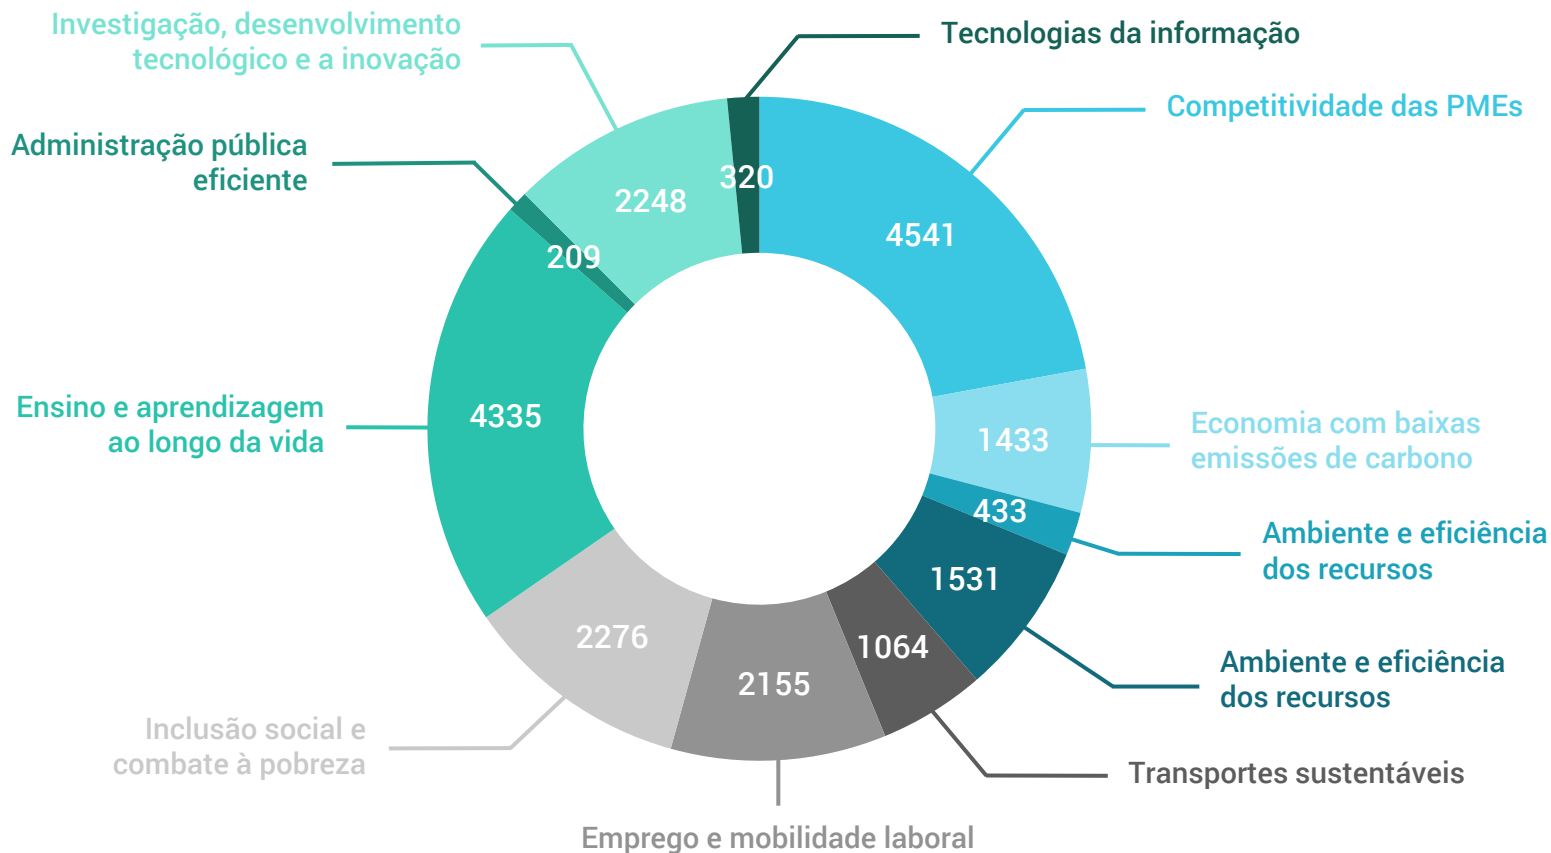 Investigação, desenvolvimento
tecnológico e a inovação
Tecnologias da informação
Competitividade das PMEs
Administração pública
eficiente
320
2248
4541
209
Ensino e aprendizagem
ao longo da vida
4335
1433
Economia com baixas
emissões de carbono
433
Ambiente e eficiência
dos recursos
1531
2276
1064
2155
Ambiente e eficiência
dos recursos
Inclusão social e
combate à pobreza
Transportes sustentáveis
Emprego e mobilidade laboral